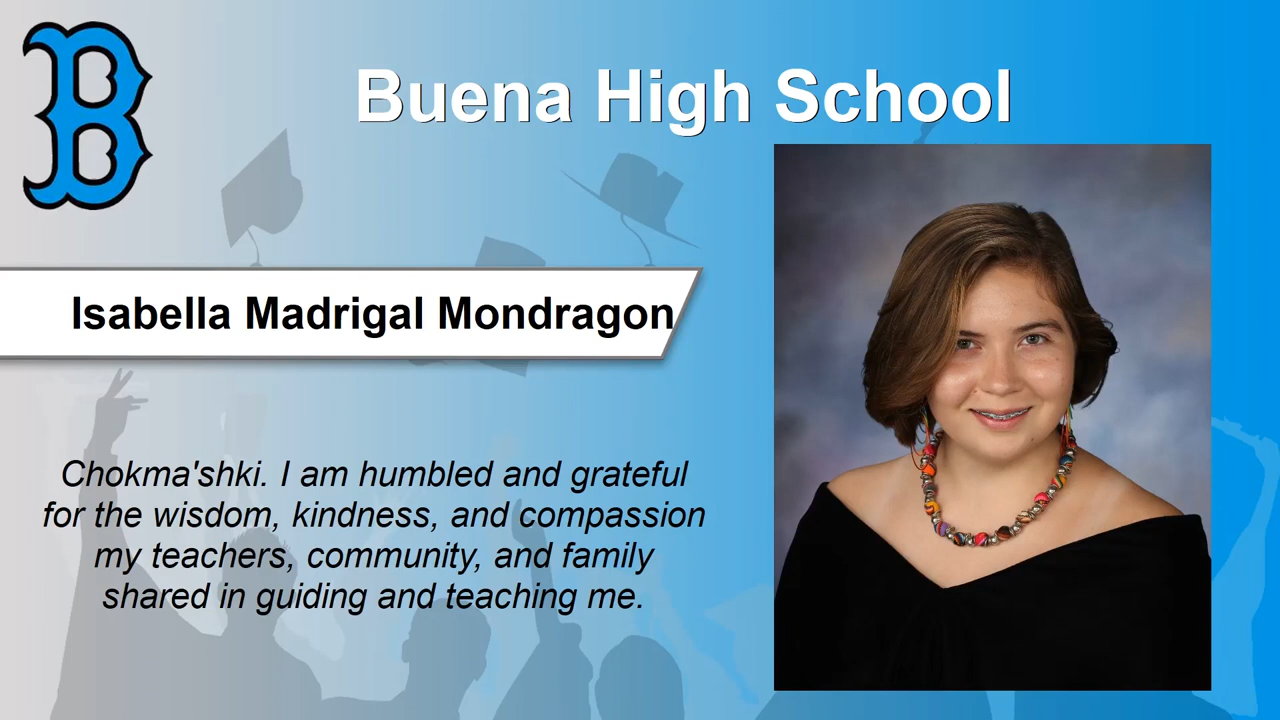 B
Buena High School
Isabella Madrigal Mondragon
Chokma'shki. I am humbled and grateful
for the wisdom, kindness, and compassion
my teachers, community, and family
shared in guiding and teaching me.